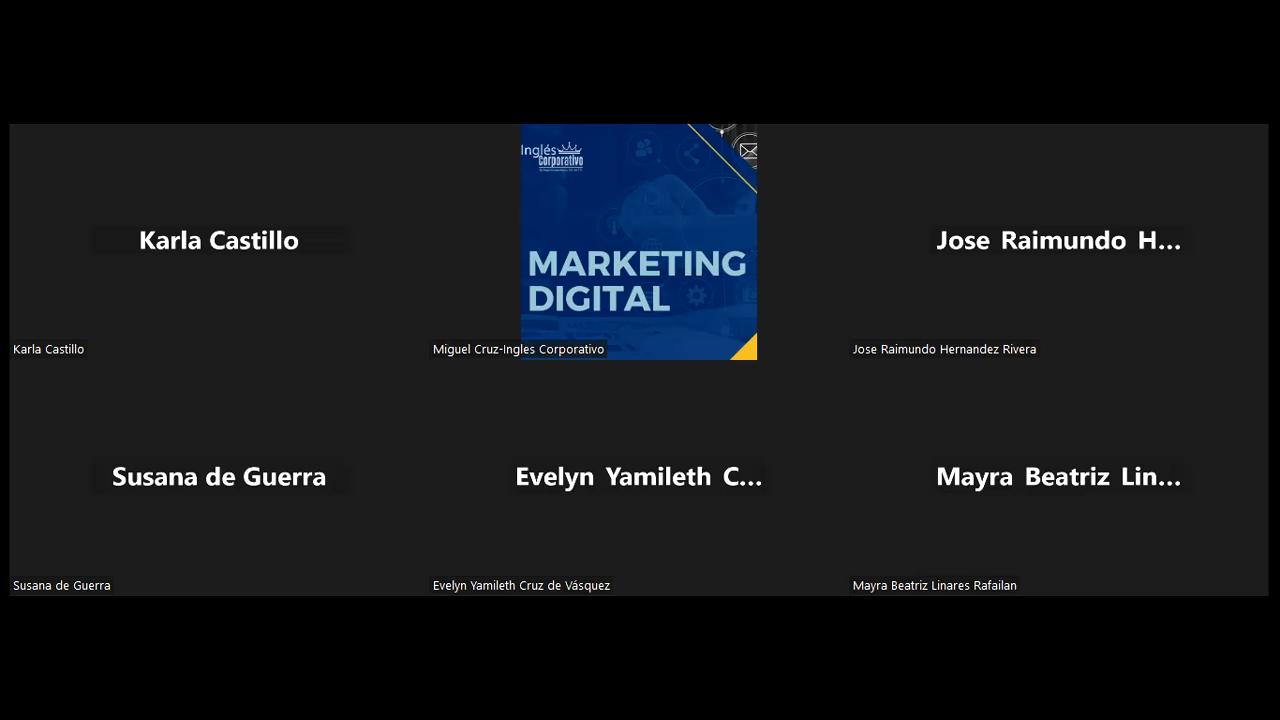 Karla Castillo
Karla Castillo
Inglés
Corporativo
MARKETING
DIGITAL
Miguel Cruz-Ingles Corporativo
Jose Raimundo H...
Jose Raimundo Hernandez Rivera
Susana de Guerra
Susana de Guerra
Evelyn Yamileth C...
Evelyn Yamileth Cruz de Vásquez
Mayra Beatriz Lin...
Mayra Beatriz Linares Rafailan